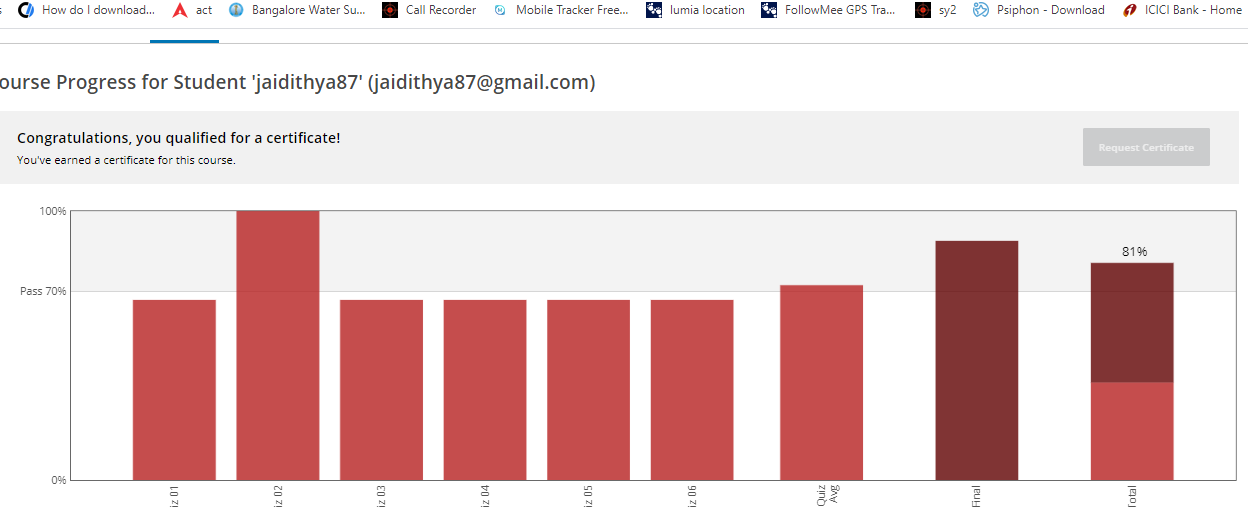 s How do I download... act Bangalore Water Su... Call Recorder Mobile Tracker Free... lumia location FollowMee GPS Tra... sy2 Psiphon - Download ICICI Bank - Home
ourse Progress for Student 'jaidithya87' (jaidithya87@gmail.com)
Congratulations, you qualified for a certificate!
You've earned a certificate for this course.
Request Certificate
100%
81%
Pass 70%
0%
iz 01
iz 02
iz 03
iz 04
iz 05
iz 06
Quiz
Avg
Final
Total